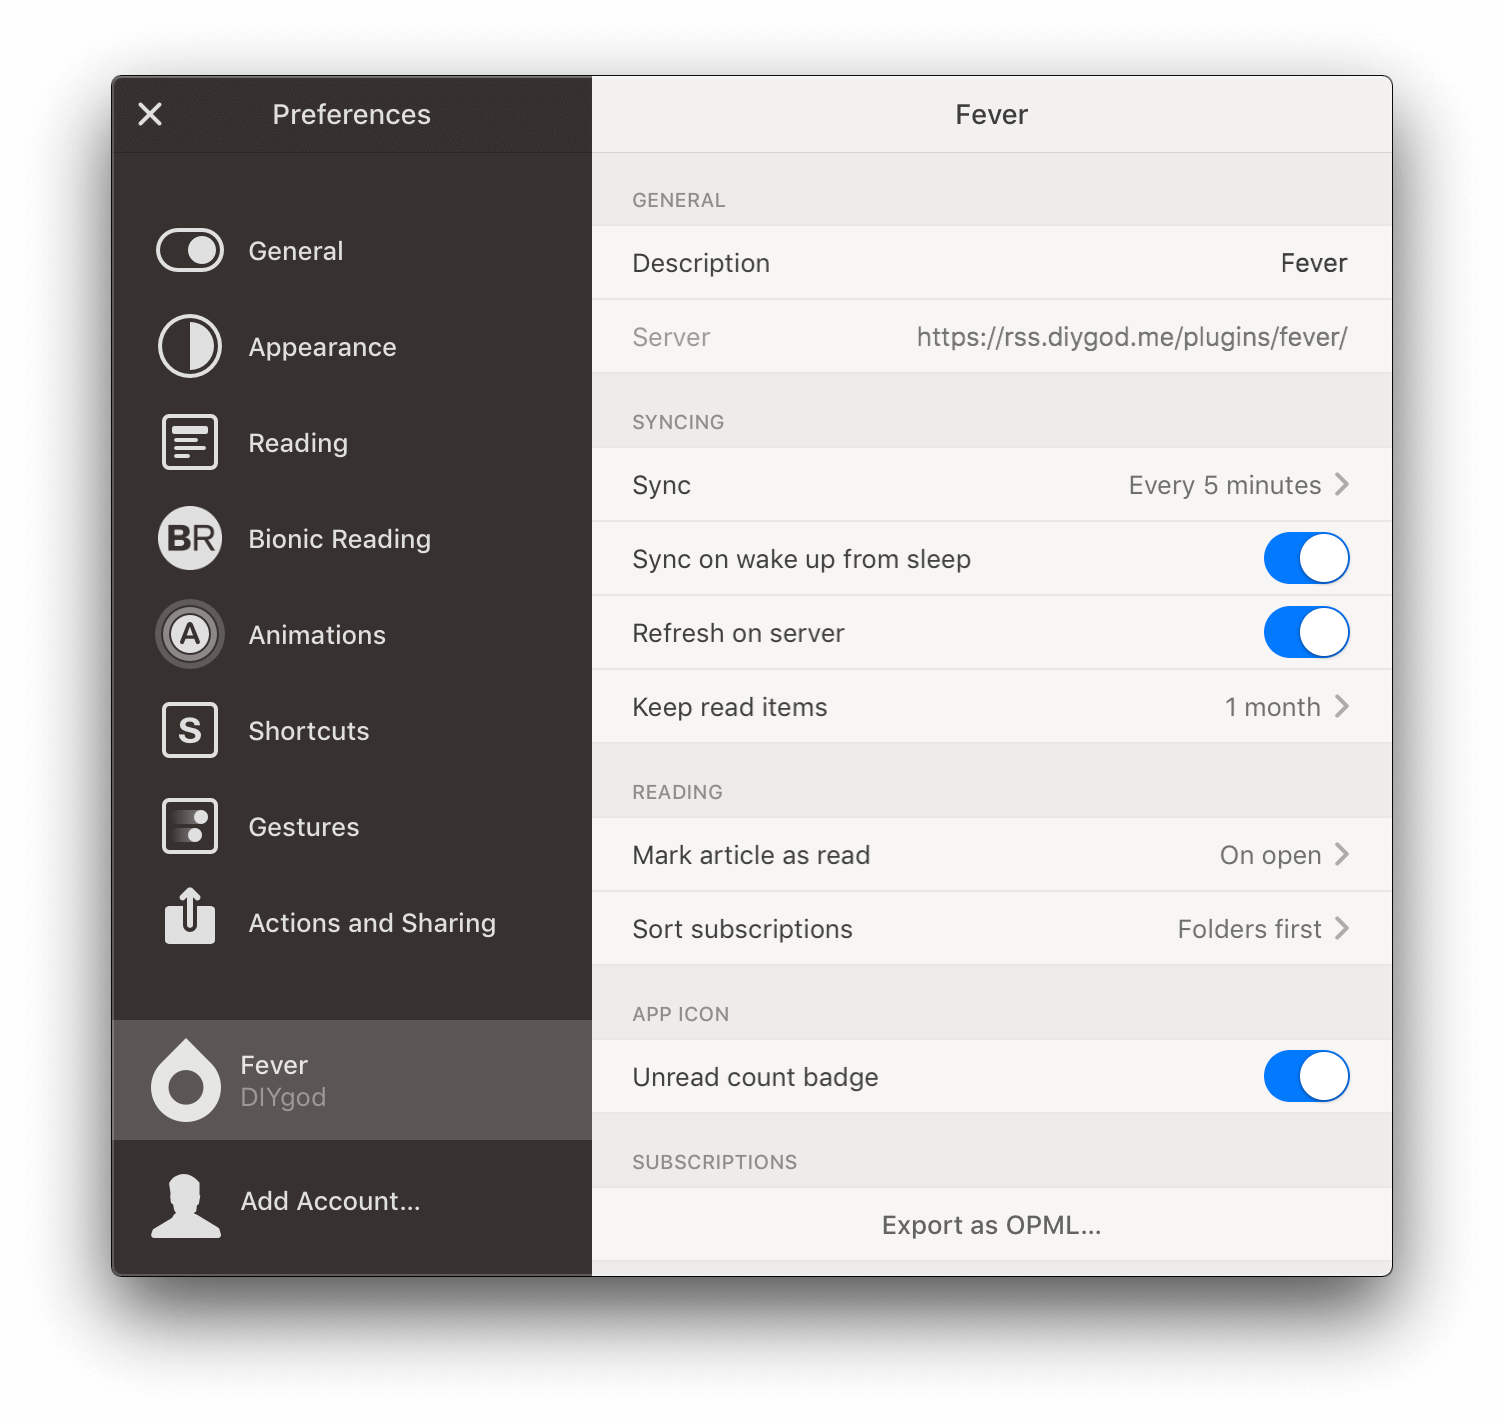 Preferences
General
Appearance
Reading
BR Bionic Reading
A Animations
S Shortcuts
Gestures
Actions and Sharing
Fever
DIYgod
Add Account...
Fever
GENERAL
Description Fever
Server https://rss.diygod.me/plugins/fever/
SYNCING
Sync Every 5 minutes
Sync on wake up from sleep
Refresh on server
Keep read items 1 month
READING
Mark article as read On open
Sort subscriptions Folders first
APP ICON
Unread count badge
SUBSCRIPTIONS
Export as OPML...